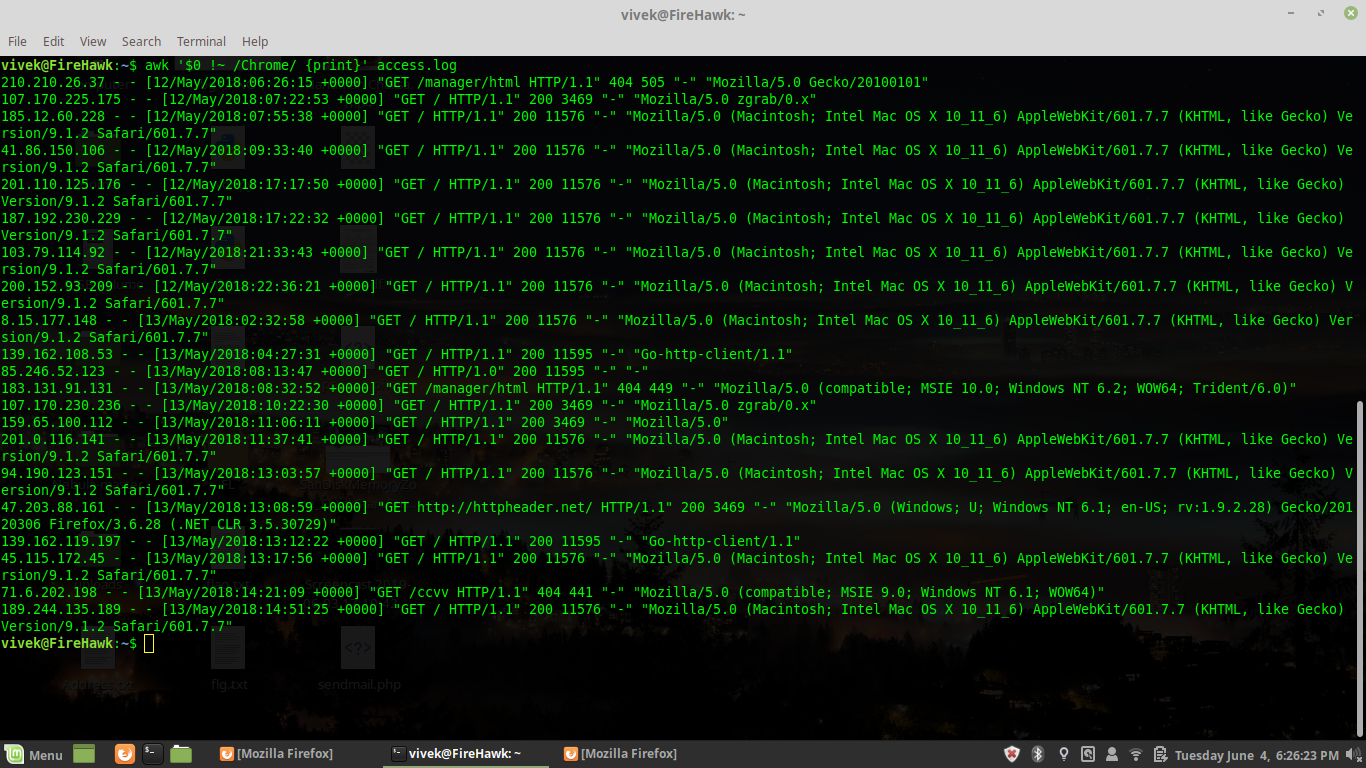 vivek@FireHawk: ~
File Edit View Search Terminal Help
vivek@FireHawk:~$ awk '$0 !~ /Chrome/ {print}' access.log
210.210.26.37 - - [12/May/2018:06:26:15 +0000] "GET /manager/html HTTP/1.1" 404 505 "-" "Mozilla/5.0 Gecko/20100101"
107.170.225.175 - - [12/May/2018:07:22:53 +0000] "GET / HTTP/1.1" 200 3469 "-" "Mozilla/5.0 zgrab/0.x"
185.12.60.228 - - [12/May/2018:07:55:38 +0000] "GET / HTTP/1.1" 200 11576 "-" "Mozilla/5.0 (Macintosh; Intel Mac OS X 10_11_6) AppleWebKit/601.7.7 (KHTML, like Gecko) Ve
rsion/9.1.2 Safari/601.7.7"
41.86.150.106 - - [12/May/2018:09:33:40 +0000] "GET / HTTP/1.1" 200 11576 "-" "Mozilla/5.0 (Macintosh; Intel Mac OS X 10_11_6) AppleWebKit/601.7.7 (KHTML, like Gecko) Ve
rsion/9.1.2 Safari/601.7.7"
201.110.125.176 - - [12/May/2018:17:17:50 +0000] "GET / HTTP/1.1" 200 11576 "-" "Mozilla/5.0 (Macintosh; Intel Mac OS X 10_11_6) AppleWebKit/601.7.7 (KHTML, like Gecko)
Version/9.1.2 Safari/601.7.7"
187.192.230.229 - - [12/May/2018:17:22:32 +0000] "GET / HTTP/1.1" 200 11576 "-" "Mozilla/5.0 (Macintosh; Intel Mac OS X 10_11_6) AppleWebKit/601.7.7 (KHTML, like Gecko)
Version/9.1.2 Safari/601.7.7"
103.79.114.92 - - [12/May/2018:21:33:43 +0000] "GET / HTTP/1.1" 200 11576 "-" "Mozilla/5.0 (Macintosh; Intel Mac OS X 10_11_6) AppleWebKit/601.7.7 (KHTML, like Gecko) Ve
rsion/9.1.2 Safari/601.7.7"
200.152.93.209 - - [12/May/2018:22:36:21 +0000] "GET / HTTP/1.1" 200 11576 "-" "Mozilla/5.0 (Macintosh; Intel Mac OS X 10_11_6) AppleWebKit/601.7.7 (KHTML, like Gecko) V
ersion/9.1.2 Safari/601.7.7"
8.15.177.148 - - [13/May/2018:02:32:58 +0000] "GET / HTTP/1.1" 200 11576 "-" "Mozilla/5.0 (Macintosh; Intel Mac OS X 10_11_6) AppleWebKit/601.7.7 (KHTML, like Gecko) Ver
sion/9.1.2 Safari/601.7.7"
139.162.108.53 - - [13/May/2018:04:27:31 +0000] "GET / HTTP/1.1" 200 11595 "-" "Go-http-client/1.1"
85.246.52.123 - - [13/May/2018:08:13:47 +0000] "GET / HTTP/1.0" 200 11595 "-" "-"
183.131.91.131 - - [13/May/2018:08:32:52 +0000] "GET /manager/html HTTP/1.1" 404 449 "-" "Mozilla/5.0 (compatible; MSIE 10.0; Windows NT 6.2; WOW64; Trident/6.0)"
107.170.230.236 - - [13/May/2018:10:22:30 +0000] "GET / HTTP/1.1" 200 3469 "-" "Mozilla/5.0 zgrab/0.x"
159.65.100.112 - - [13/May/2018:11:06:11 +0000] "GET / HTTP/1.1" 200 3469 "-" "Mozilla/5.0"
201.0.116.141 - - [13/May/2018:11:37:41 +0000] "GET / HTTP/1.1" 200 11576 "-" "Mozilla/5.0 (Macintosh; Intel Mac OS X 10_11_6) AppleWebKit/601.7.7 (KHTML, like Gecko) Ve
rsion/9.1.2 Safari/601.7.7"
94.190.123.151 - - [13/May/2018:13:03:57 +0000] "GET / HTTP/1.1" 200 11576 "-" "Mozilla/5.0 (Macintosh; Intel Mac OS X 10_11_6) AppleWebKit/601.7.7 (KHTML, like Gecko) V
ersion/9.1.2 Safari/601.7.7"
47.203.88.161 - - [13/May/2018:13:08:59 +0000] "GET http://httpheader.net/ HTTP/1.1" 200 3469 "-" "Mozilla/5.0 (Windows; U; Windows NT 6.1; en-US; rv:1.9.2.28) Gecko/201
20306 Firefox/3.6.28 (.NET CLR 3.5.30729)"
139.162.119.197 - - [13/May/2018:13:12:22 +0000] "GET / HTTP/1.1" 200 11595 "-" "Go-http-client/1.1"
45.115.172.45 - - [13/May/2018:13:17:56 +0000] "GET / HTTP/1.1" 200 11576 "-" "Mozilla/5.0 (Macintosh; Intel Mac OS X 10_11_6) AppleWebKit/601.7.7 (KHTML, like Gecko) Ve
rsion/9.1.2 Safari/601.7.7"
71.6.202.198 - - [13/May/2018:14:21:09 +0000] "GET /ccvv HTTP/1.1" 404 441 "-" "Mozilla/5.0 (compatible; MSIE 9.0; Windows NT 6.1; WOW64)"
189.244.135.189 - - [13/May/2018:14:51:25 +0000] "GET / HTTP/1.1" 200 11576 "-" "Mozilla/5.0 (Macintosh; Intel Mac OS X 10_11_6) AppleWebKit/601.7.7 (KHTML, like Gecko)
Version/9.1.2 Safari/601.7.7"
vivek@FireHawk:~$
flg.txt sendmail.php
Menu [Mozilla Firefox] vivek@FireHawk: ~ [Mozilla Firefox] Tuesday June 4, 6:26:23 PM